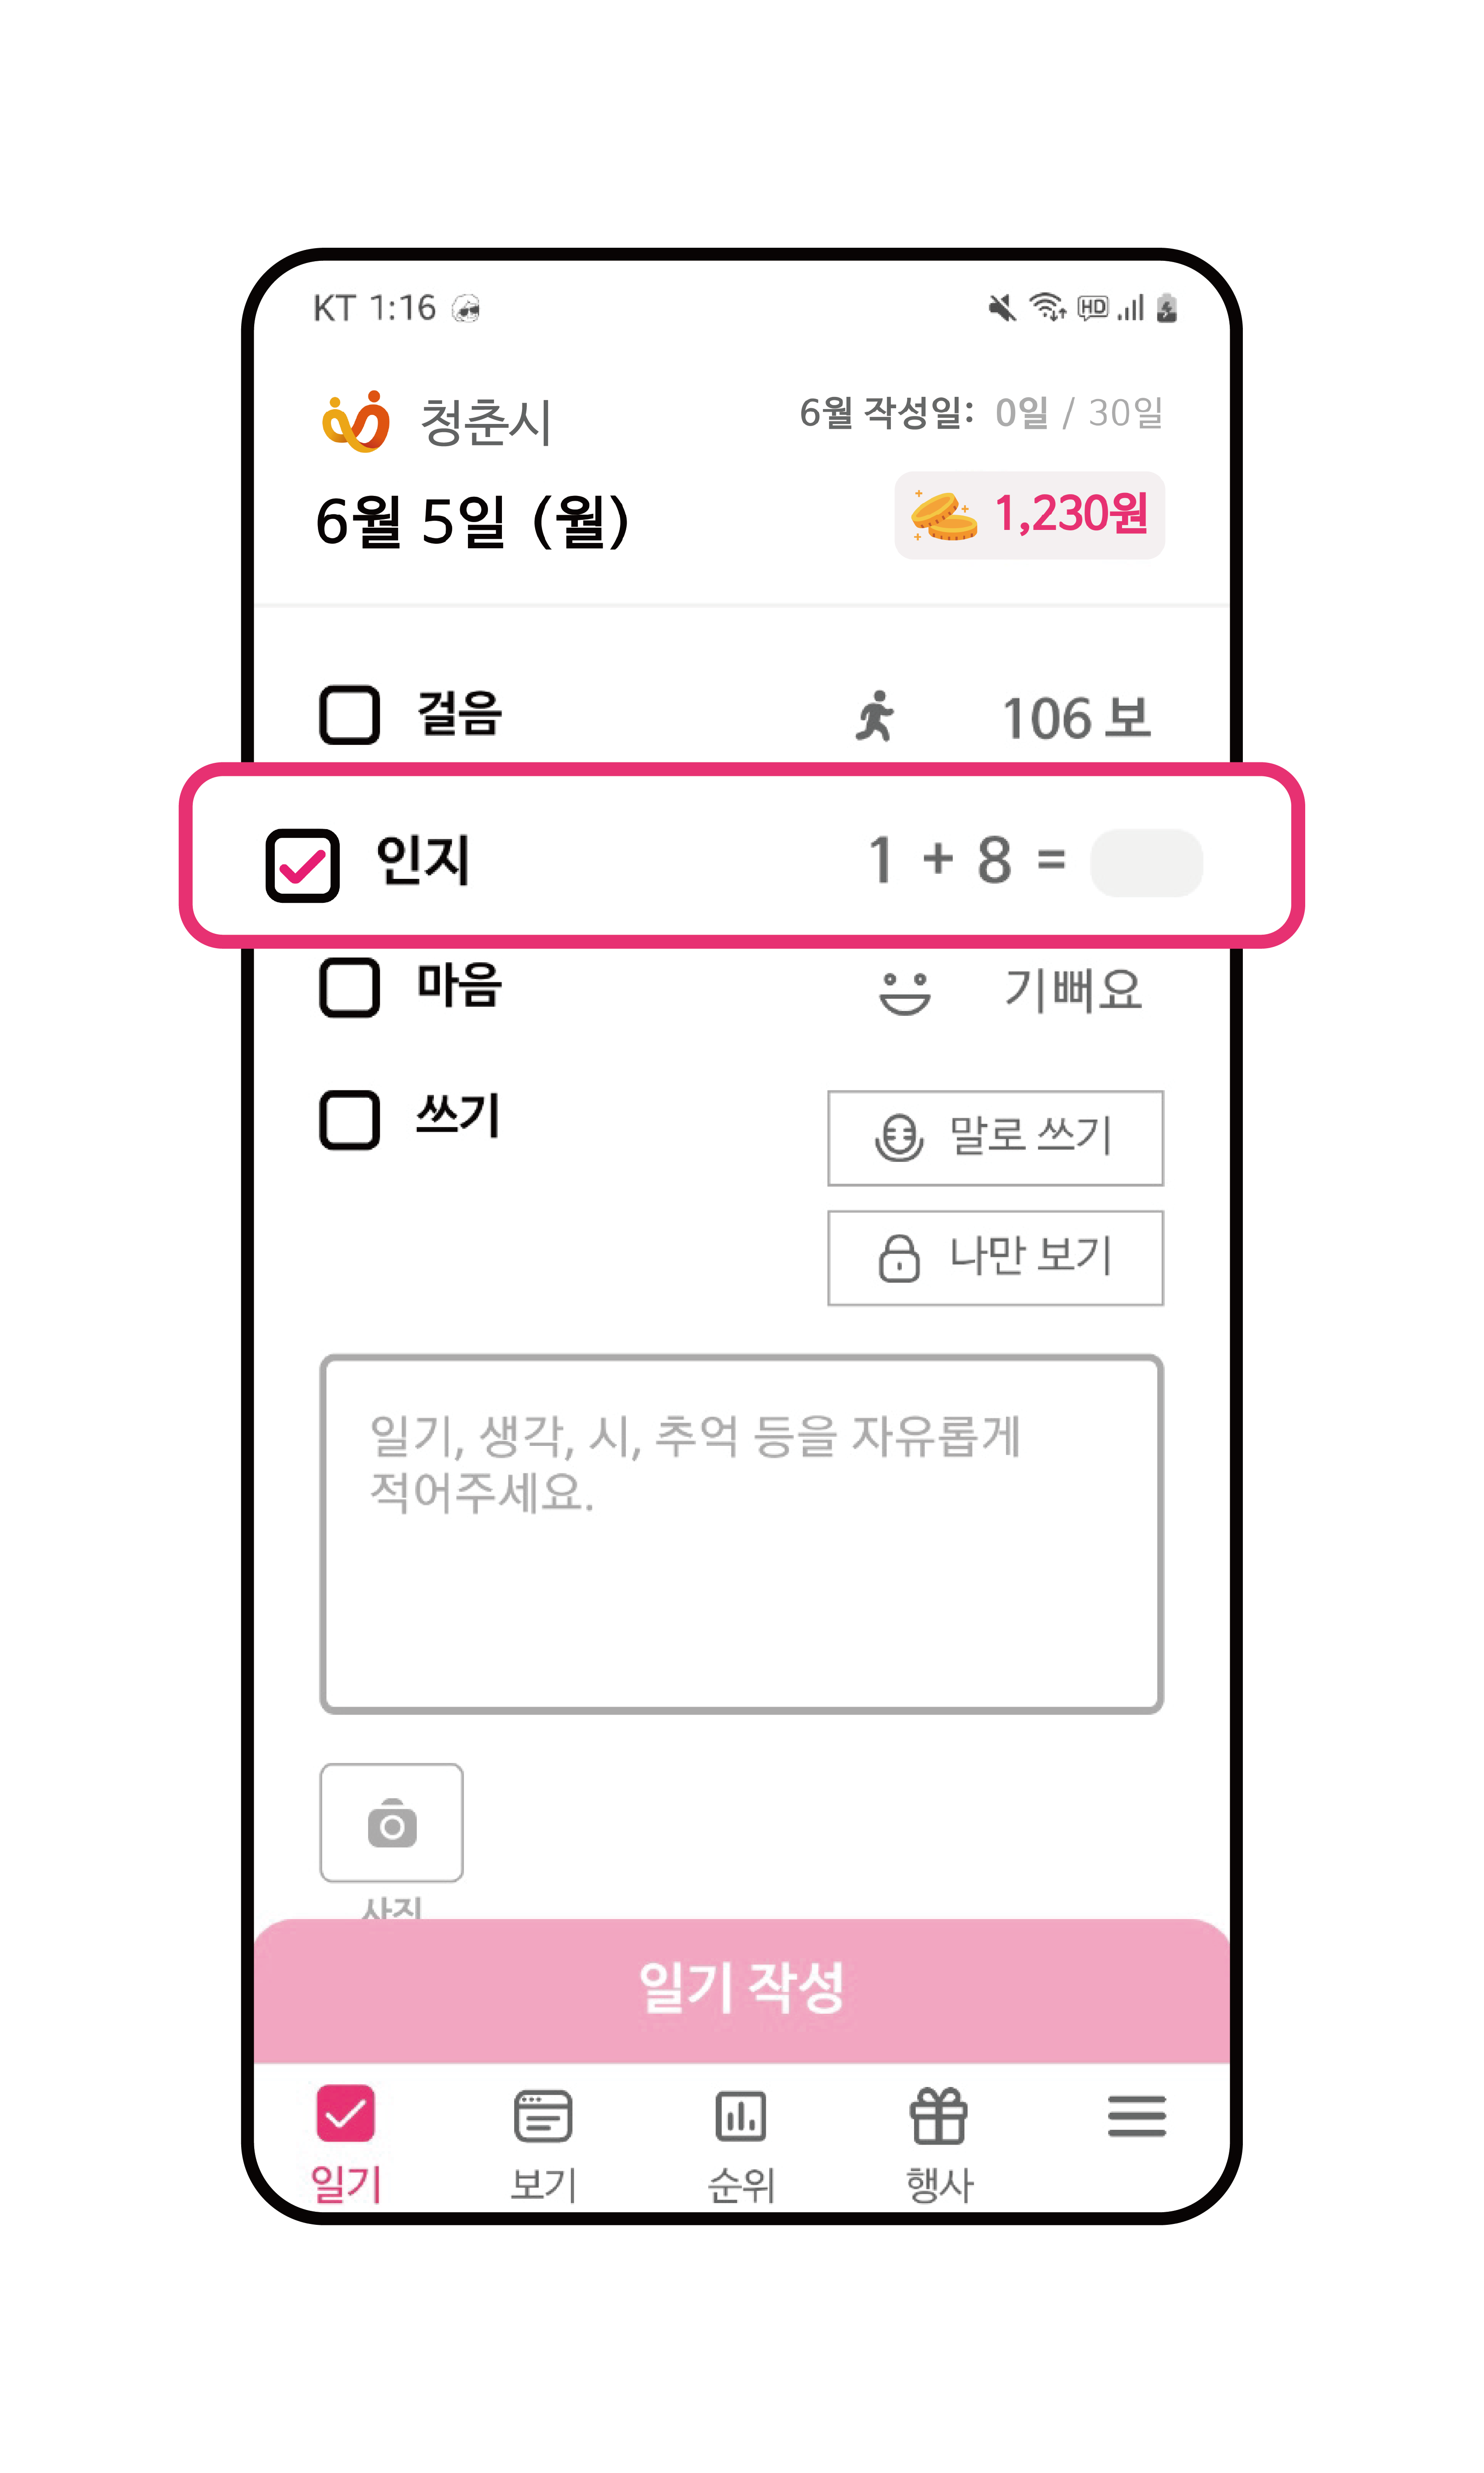 KT 1:16
HD
청춘시
6월 작성일: 0일 / 30일
6월 5일 (월)
1,230원
걸음
106 보
인지
1 + 8 =
마음
기뻐요
쓰기
말로 쓰기
나만 보기
일기, 생각, 시, 추억 등을 자유롭게
적어주세요.
사진
일기 작성
일기
보기
순위
행사